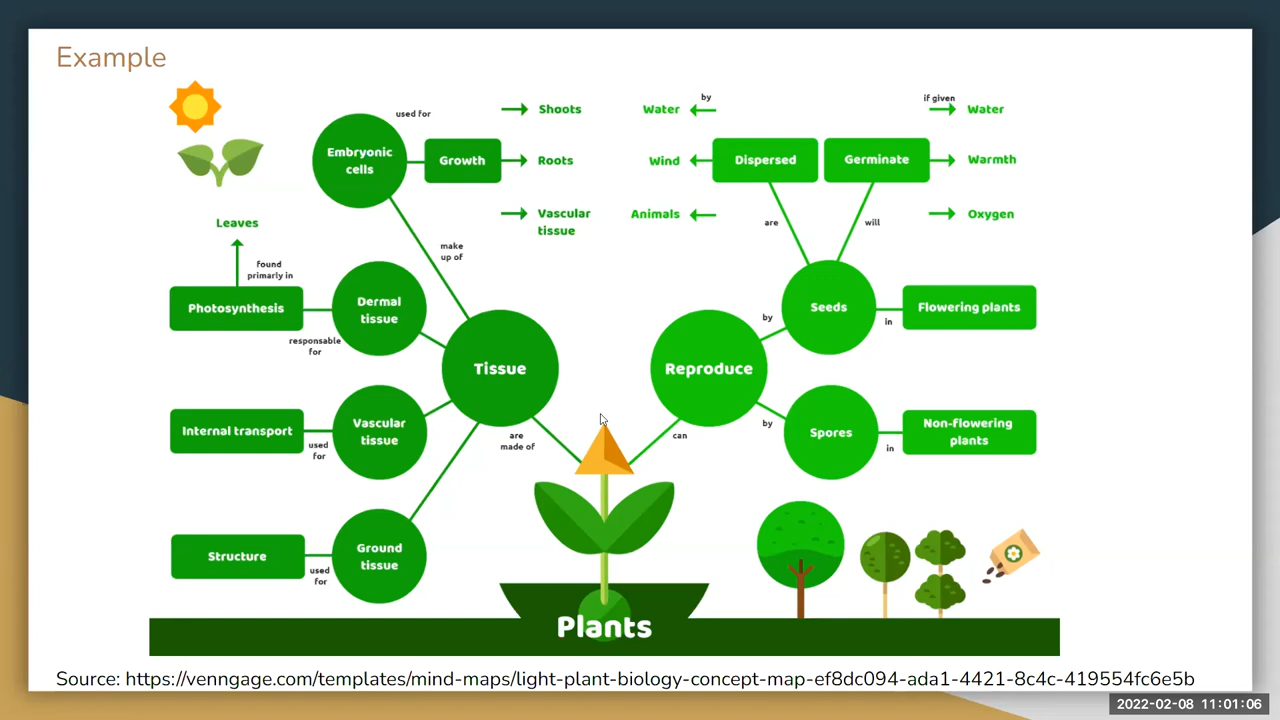 Example
used for
Embryonic
cells
Growth
Shoots
Roots
Vascular
tissue
make
up of
Leaves
found
primarily in
Photosynthesis
responsable
for
Dermal
tissue
Internal transport
used
for
Vascular
tissue
Structure
used
for
Ground
tissue
Tissue
are
made of
Water
by
Wind
Animals
Dispersed
are
Germinate
will
if given
Water
Warmth
Oxygen
Seeds
by
in
Flowering plants
Reproduce
can
by
Spores
in
Non-flowering
plants
Plants
Source: https://venngage.com/templates/mind-maps/light-plant-biology-concept-map-ef8dc094-ada1-4421-8c4c-419554fc6e5b
2022-02-08 11:01:06